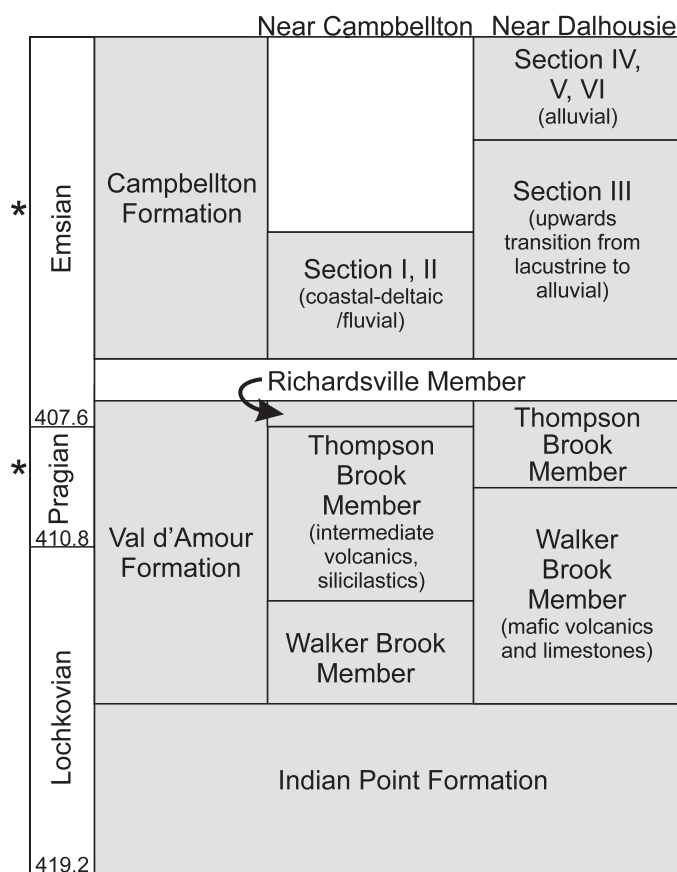 Near Campbellton
Near Dalhousie
Section IV,
V, VI
(alluvial)
Campbellton
Formation
*
Emsian
Section III
(upwards
transition from
lacustrine to
alluvial)
Section I, II
(coastal-deltaic
/fluvial)
Richardsville Member
407.6
Thompson
Brook
Member
Thompson
Brook
Member
(intermediate
volcanics,
silicilastics)
*
Pragian
410.8
Val d’Amour
Formation
Walker
Brook
Member
(mafic volcanics
and limestones)
Walker Brook
Member
Lochkovian
Indian Point Formation
419.2